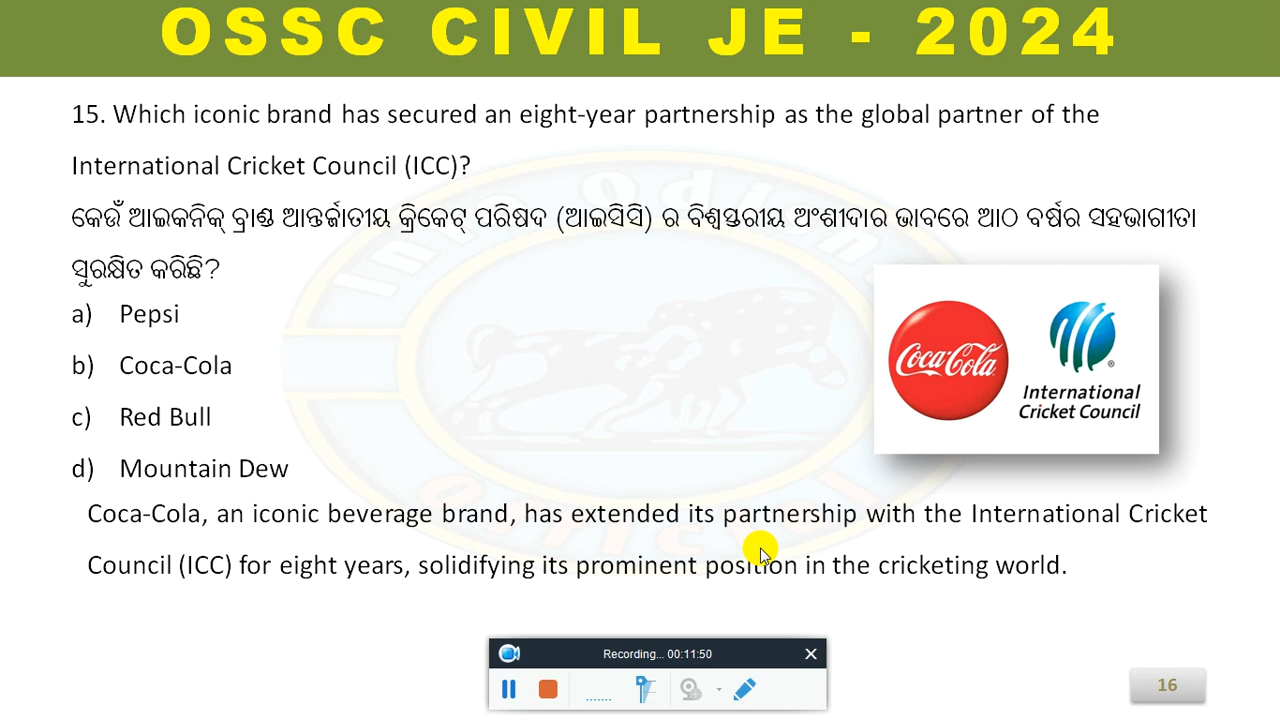 OSSC CIVIL JE - 2024
15. Which iconic brand has secured an eight-year partnership as the global partner of the
International Cricket Council (ICC)?
କେଉଁ ଆଇକନିକ୍ ବ୍ରାଣ୍ଡ ଆନ୍ତର୍ଜାତୀୟ କ୍ରିକେଟ୍ ପରିଷଦ (ଆଇସିସି) ର ବିଶ୍ୱସ୍ତରୀୟ ଅଂଶୀଦାର ଭାବରେ ଆଠ ବର୍ଷର ସହଭାଗୀତା
ସୁରକ୍ଷିତ କରିଛି?
a) Pepsi
b) Coca-Cola
c) Red Bull
d) Mountain Dew
Coca-Cola
International
Cricket Council
Coca-Cola, an iconic beverage brand, has extended its partnership with the International Cricket
Council (ICC) for eight years, solidifying its prominent position in the cricketing world.
Recording... 00:11:50
16